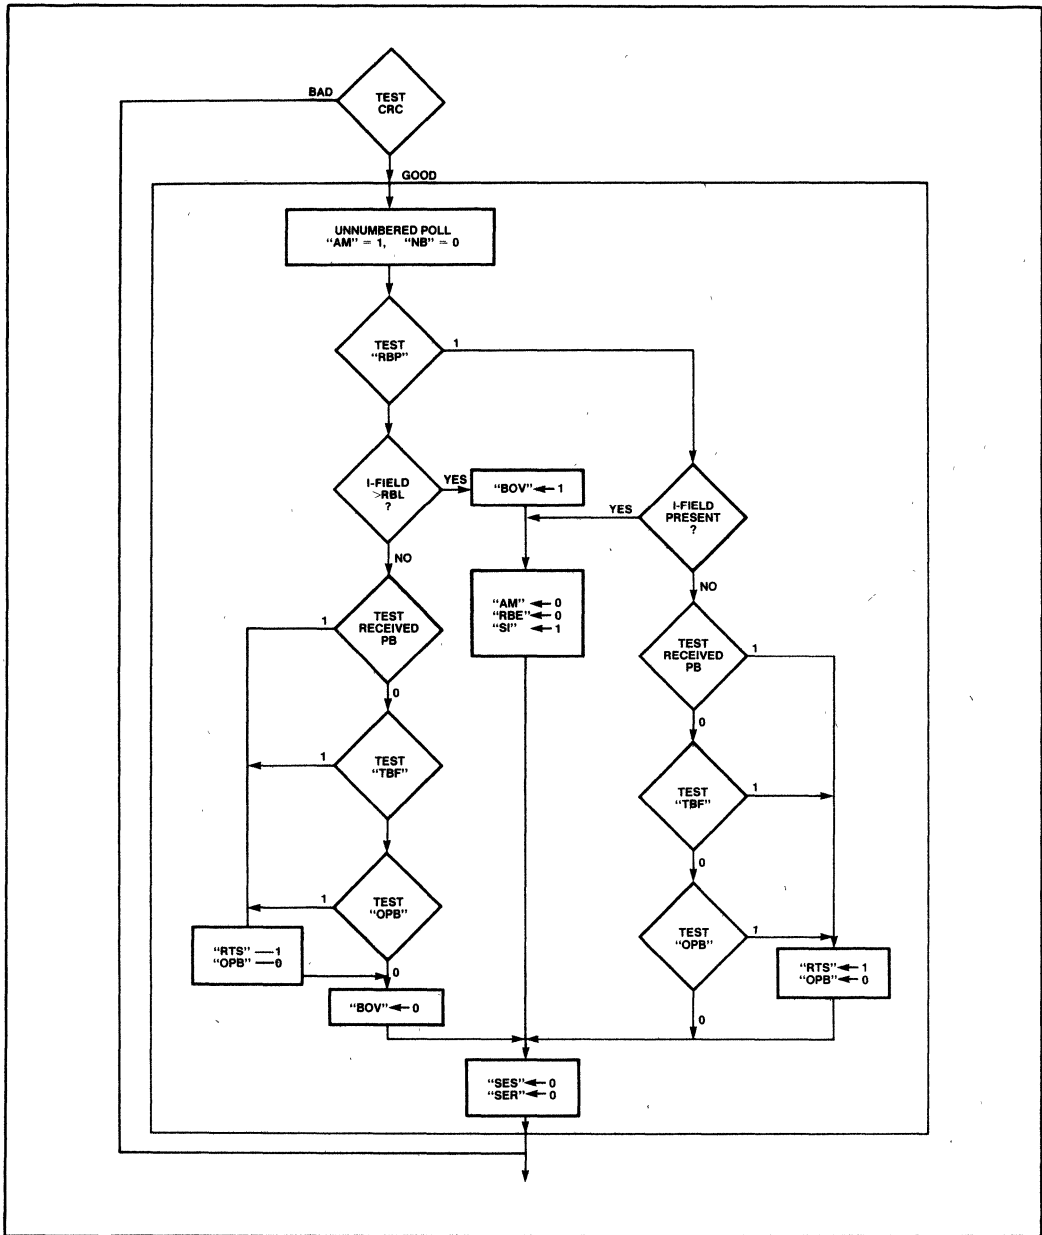 BAD
TEST
CRC
GOOD
UNNUMBERED POLL
“AM” = 1, “NB” = 0
TEST
“RBP”
1
I-FIELD
>RBL
?
YES
“BOV” ← 1
YES
I-FIELD
PRESENT
?
NO
NO
“AM” ← 0
“RBE” ← 0
“SI” ← 1
1
TEST
RECEIVED
PB
0
TEST
RECEIVED
PB
1
0
1
TEST
“TBF”
TEST
“TBF”
1
0
1
TEST
“OPB”
0
TEST
“OPB”
1
0
“RTS” —1
“OPB” —0
“RTS” ← 1
“OPB” ← 0
“BOV” ← 0
“SES” ← 0
“SER” ← 0